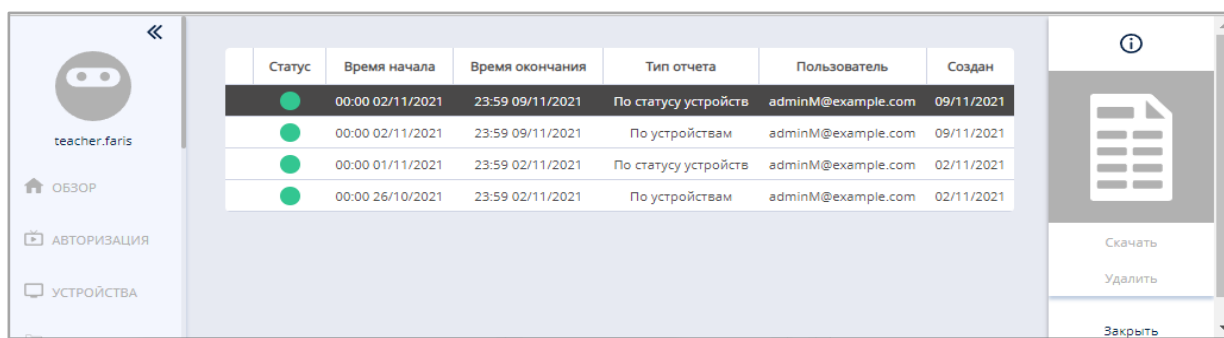 teacher.faris
ОБЗОР
АВТОРИЗАЦИЯ
УСТРОЙСТВА
Статус Время начала Время окончания Тип отчета Пользователь Создан
00:00 02/11/2021 23:59 09/11/2021 По статусу устройств adminM@example.com 09/11/2021
00:00 02/11/2021 23:59 09/11/2021 По устройствам adminM@example.com 09/11/2021
00:00 01/11/2021 23:59 02/11/2021 По статусу устройств adminM@example.com 02/11/2021
00:00 26/10/2021 23:59 02/11/2021 По устройствам adminM@example.com 02/11/2021
Скачать
Удалить
Закрыть